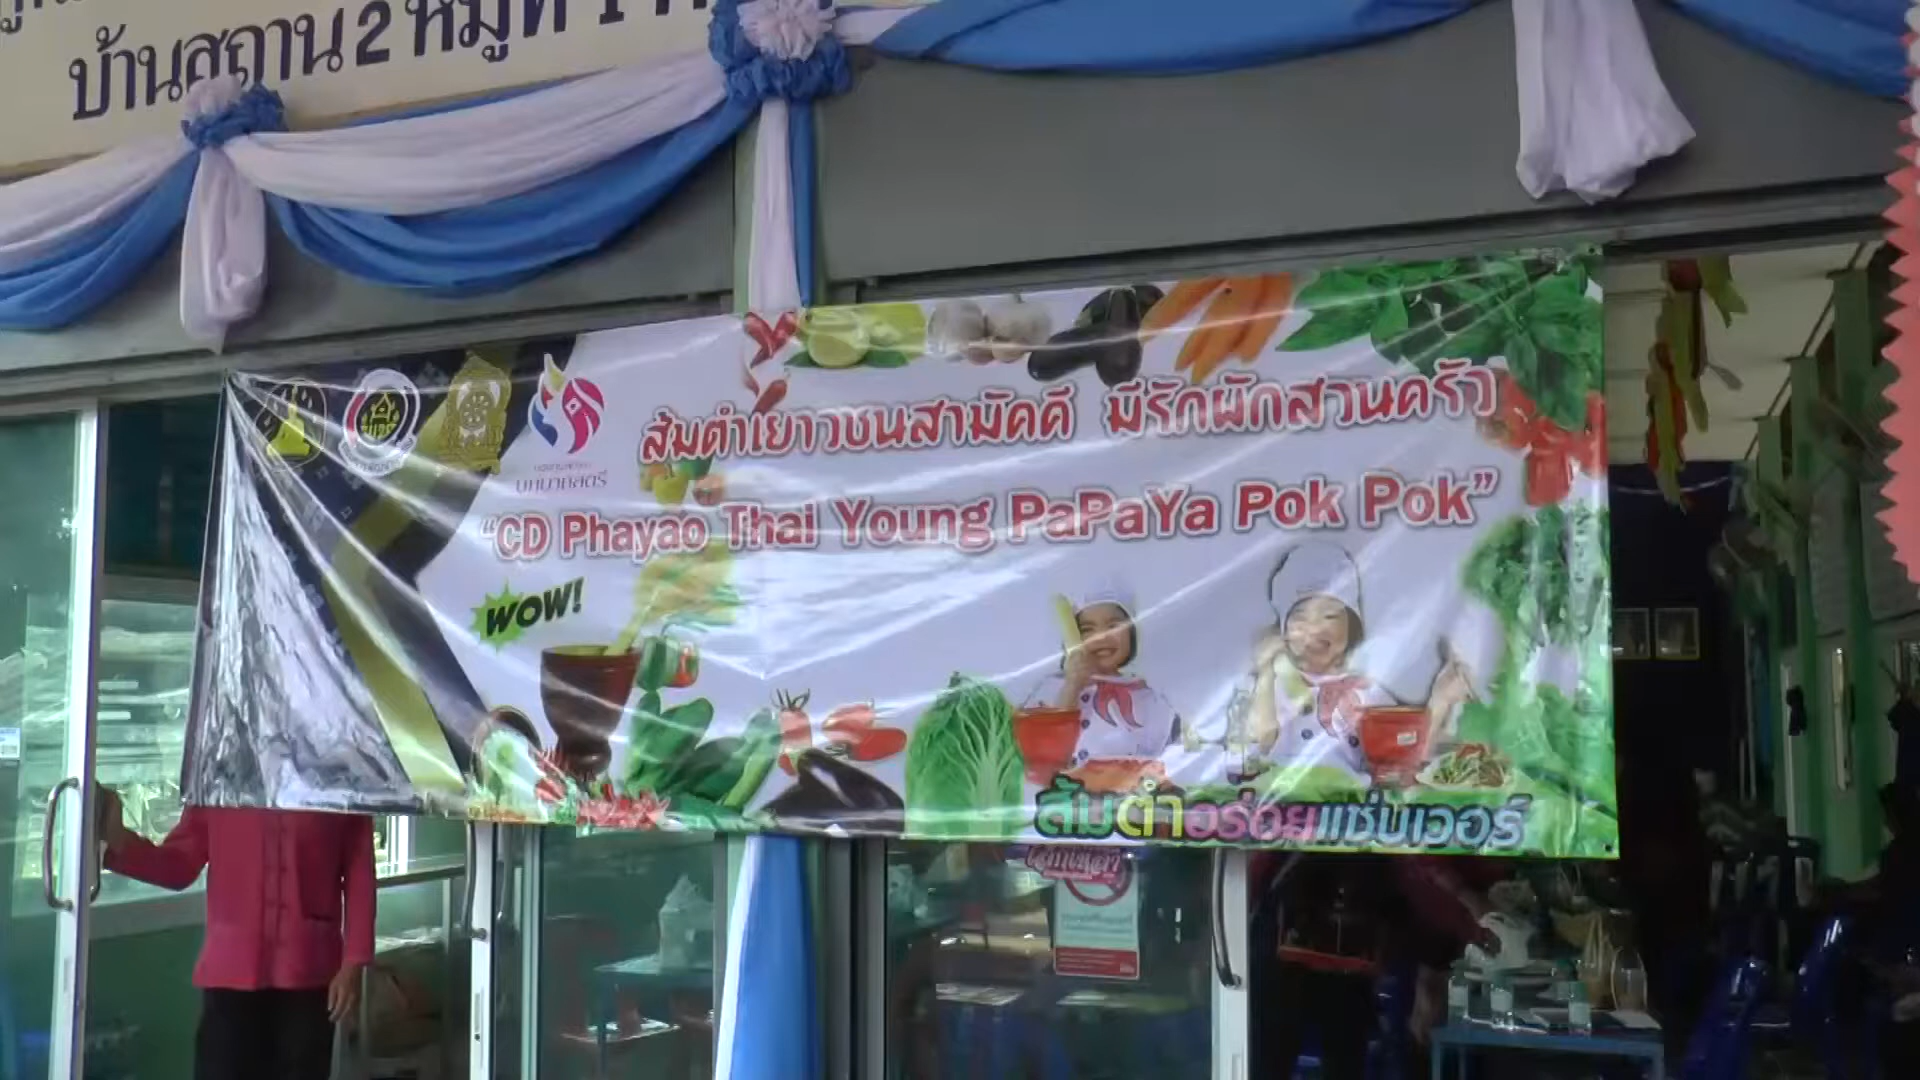 บ้านสถาน 2 หมู่ที่ 1
ส้มตำเยาวชนสามัคคี มีรักผักสวนครัว
"CD Phayao Thai Young PaPaYa Pok Pok"
WOW!
ส้มตำอร่อยแซ่บเวอร์